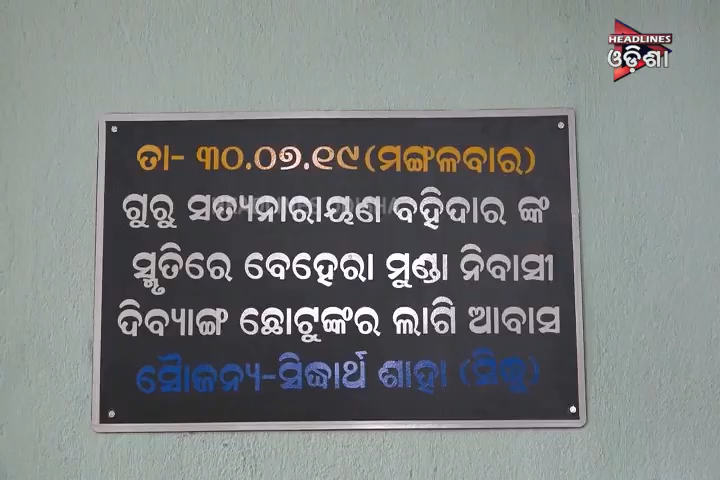 HEADLINES
ଓଡ଼ିଶା
ତା- ୩୦.୦୭.୧୯(ମଙ୍ଗଳବାର)
ଗୁରୁ ସତ୍ୟନାରାୟଣ ବହିଦାର ଙ୍କ
ସ୍ମୃତିରେ ବେହେରା ମୁଣ୍ଡା ନିବାସୀ
ଦିବ୍ୟାଙ୍ଗ ଛୋଟୁଙ୍କର ଲାଗି ଆବାସ
ସୌଜନ୍ୟ-ସିଦ୍ଧାର୍ଥ ଶାହା